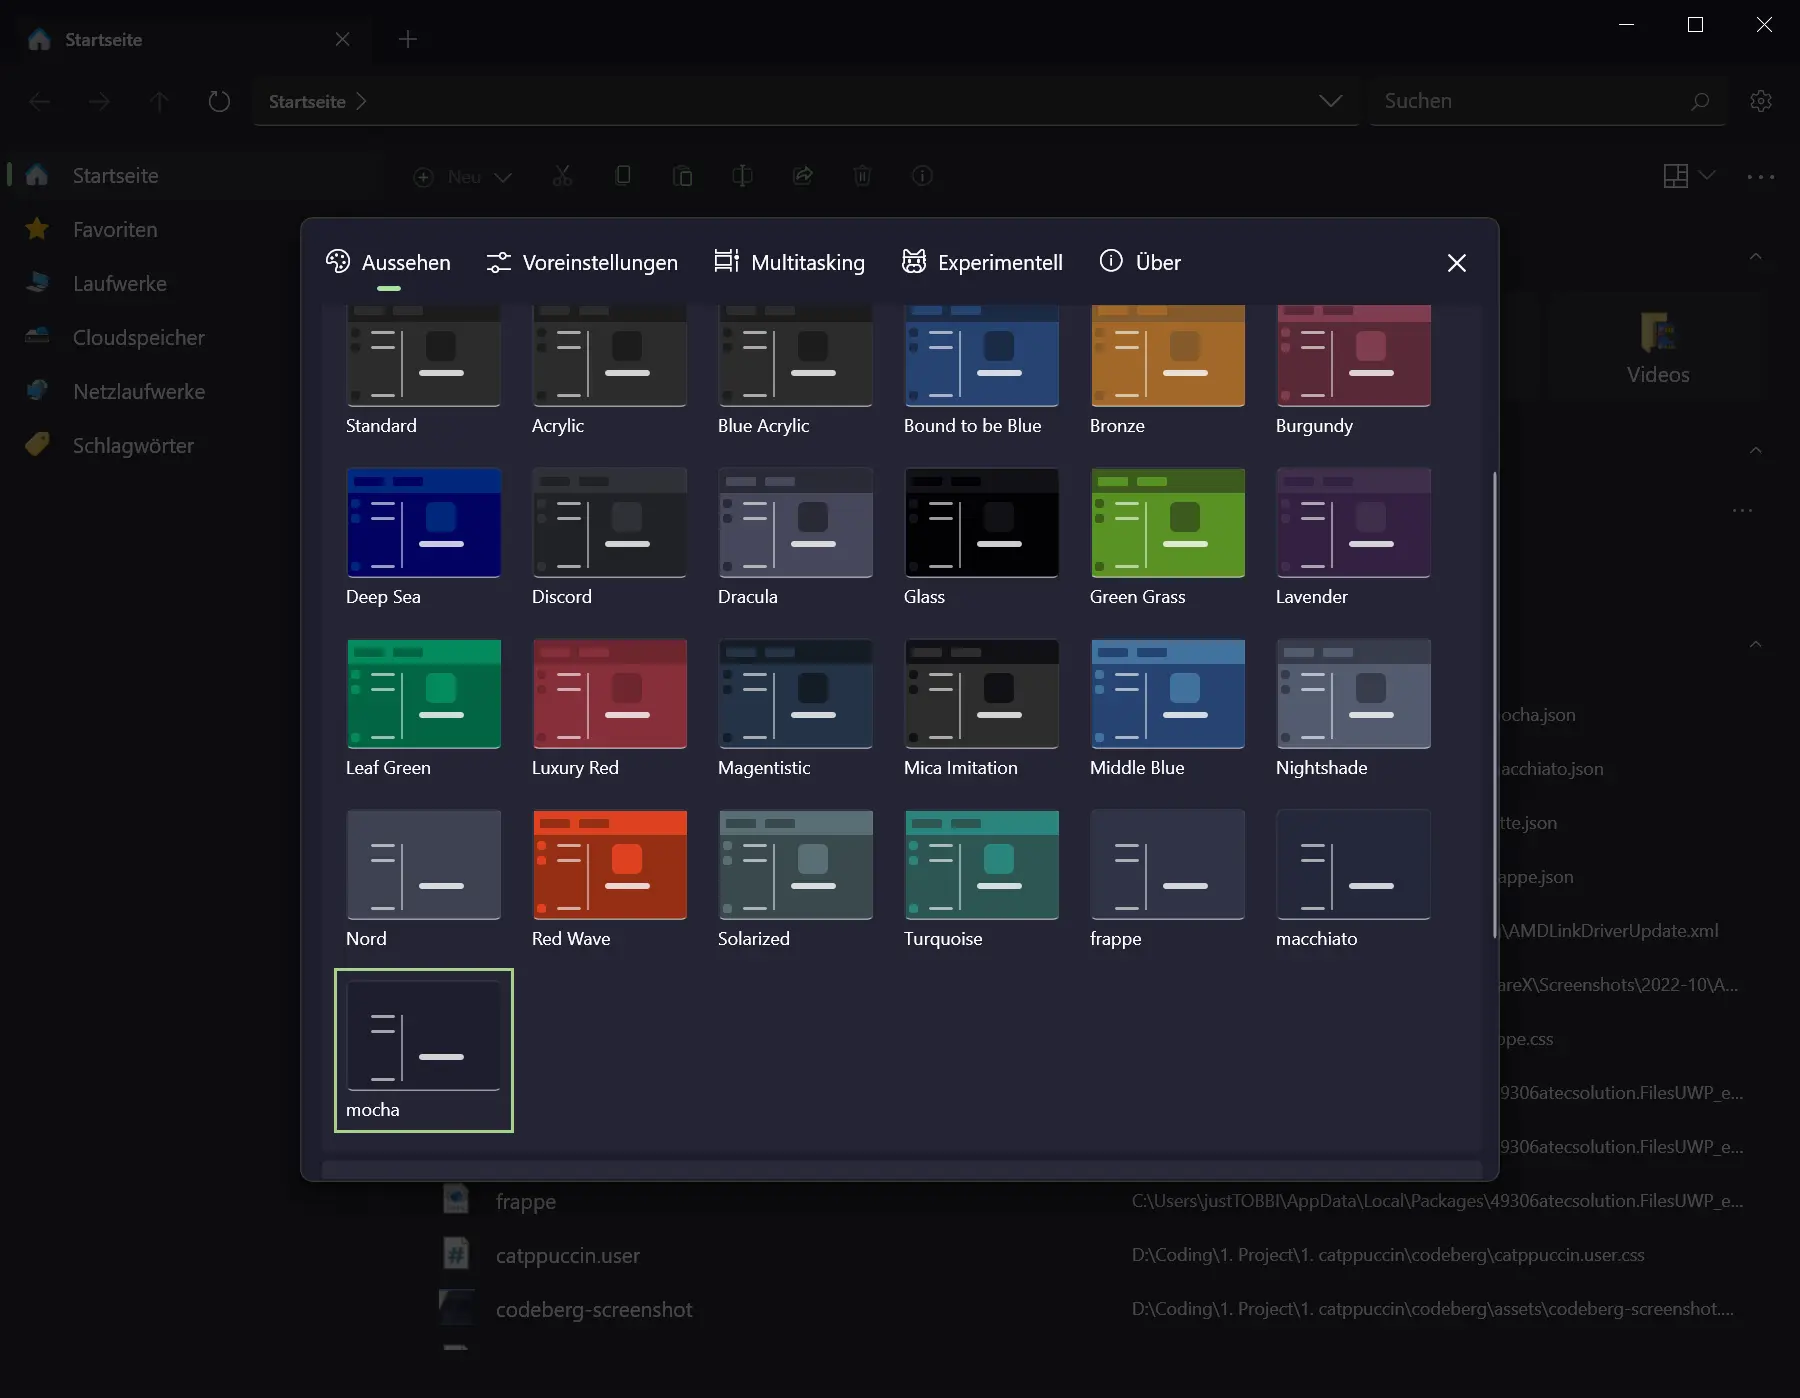 Startseite
Startseite
Suchen
Startseite
Neu
Favoriten
Laufwerke
Cloudspeicher
Netzlaufwerke
Schlagwörter
Aussehen Voreinstellungen Multitasking Experimentell Über
Videos
Standard Acrylic Blue Acrylic Bound to be Blue Bronze Burgundy
Deep Sea Discord Dracula Glass Green Grass Lavender
Leaf Green Luxury Red Magentistic Mica Imitation Middle Blue Nightshade
Nord Red Wave Solarized Turquoise frappe macchiato
mocha
ocha.json
acchiato.json
tte.json
appe.json
\AMDLinkDriverUpdate.xml
areX\Screenshots\2022-10\A...
ppe.css
9306atecsolution.FilesUWP_e...
9306atecsolution.FilesUWP_e...
frappe C:\Users\justTOBBI\AppData\Local\Packages\49306atecsolution.FilesUWP_e...
catppuccin.user D:\Coding\1. Project\1. catppuccin\codeberg\catppuccin.user.css
codeberg-screenshot D:\Coding\1. Project\1. catppuccin\codeberg\assets\codeberg-screenshot....